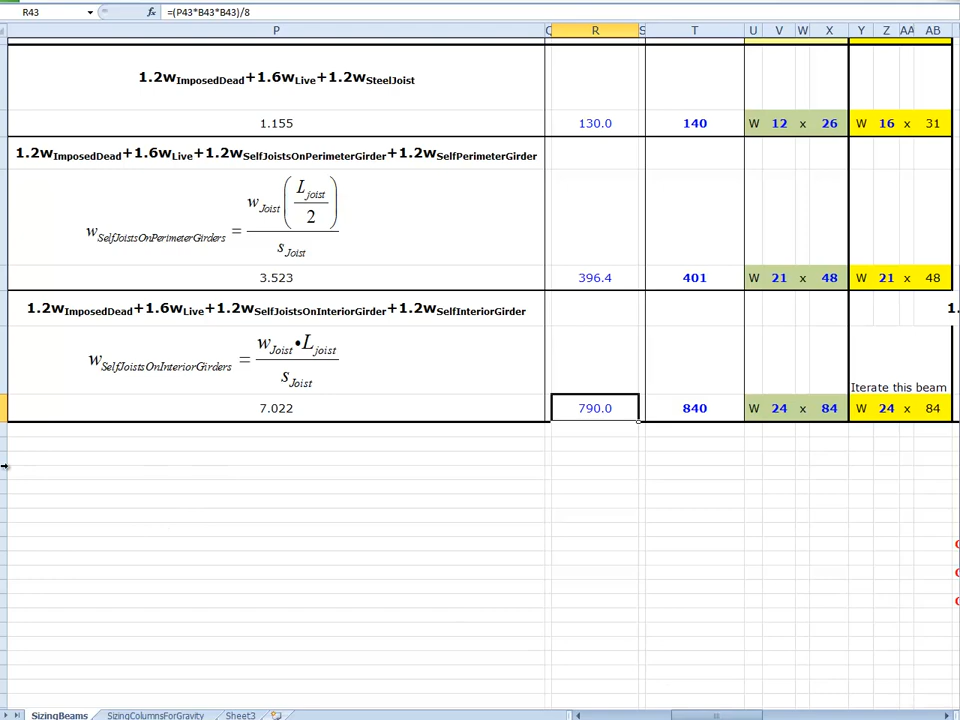 R43 =(P43*B43*B43)/8
P Q R S T U V W X Y Z AA AB
1.2wImposedDead+1.6wLive+1.2wSteelJoist
1.155 130.0 140 W 12 x 26 W 16 x 31
1.2wImposedDead+1.6wLive+1.2wSelfJoistsOnPerimeterGirder+1.2wSelfPerimeterGirder
wSelfJoistsOnPerimeterGirders = wJoist (Ljoist / 2) / sJoist
3.523 396.4 401 W 21 x 48 W 21 x 48
1.2wImposedDead+1.6wLive+1.2wSelfJoistsOnInteriorGirder+1.2wSelfInteriorGirder 1.
wSelfJoistsOnInteriorGirders = wJoist•Ljoist / sJoist
Iterate this beam
7.022 790.0 840 W 24 x 84 W 24 x 84
SizingBeams SizingColumnsForGravity Sheet3